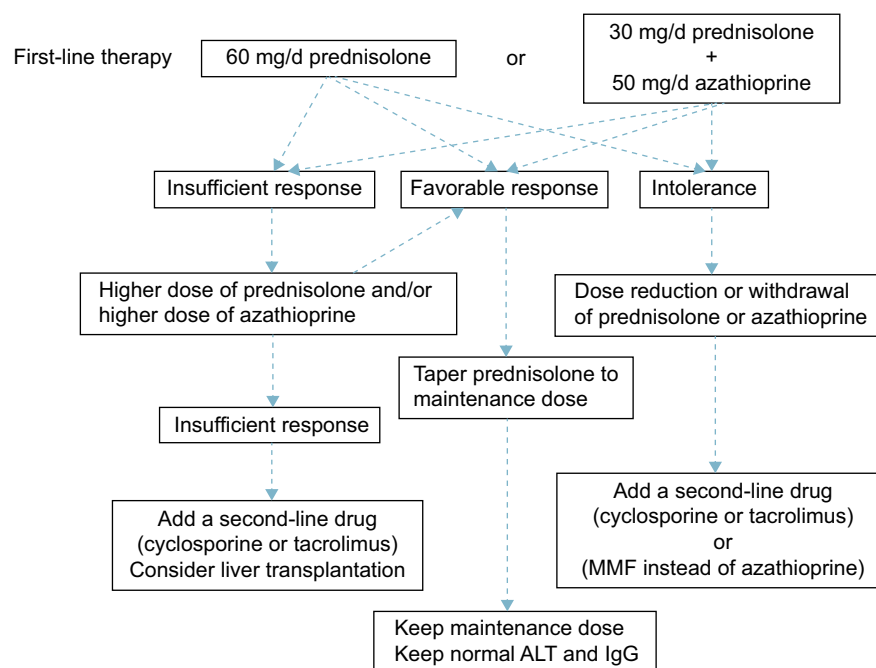 First-line therapy
60 mg/d prednisolone
or
30 mg/d prednisolone
+
50 mg/d azathioprine
Insufficient response
Favorable response
Intolerance
Higher dose of prednisolone and/or
higher dose of azathioprine
Dose reduction or withdrawal
of prednisolone or azathioprine
Taper prednisolone to
maintenance dose
Insufficient response
Add a second-line drug
(cyclosporine or tacrolimus)
Consider liver transplantation
Add a second-line drug
(cyclosporine or tacrolimus)
or
(MMF instead of azathioprine)
Keep maintenance dose
Keep normal ALT and IgG